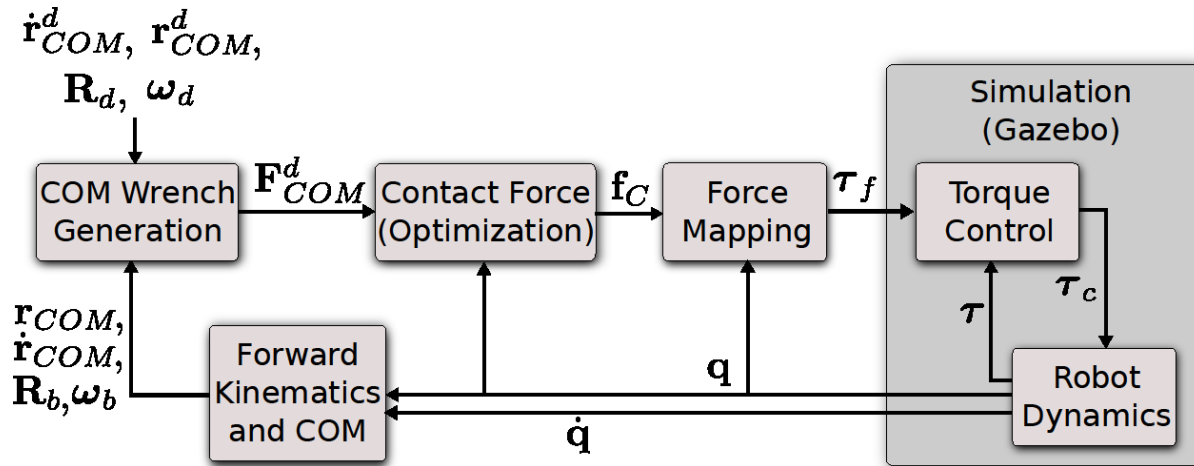 ṙ^d_COM, r^d_COM,
R_d, ω_d
Simulation
(Gazebo)
COM Wrench
Generation
F^d_COM
Contact Force
(Optimization)
f_C
Force
Mapping
τ_f
Torque
Control
τ_c
τ
r_COM,
ṙ_COM,
R_b,ω_b
Forward
Kinematics
and COM
q
q̇
Robot
Dynamics